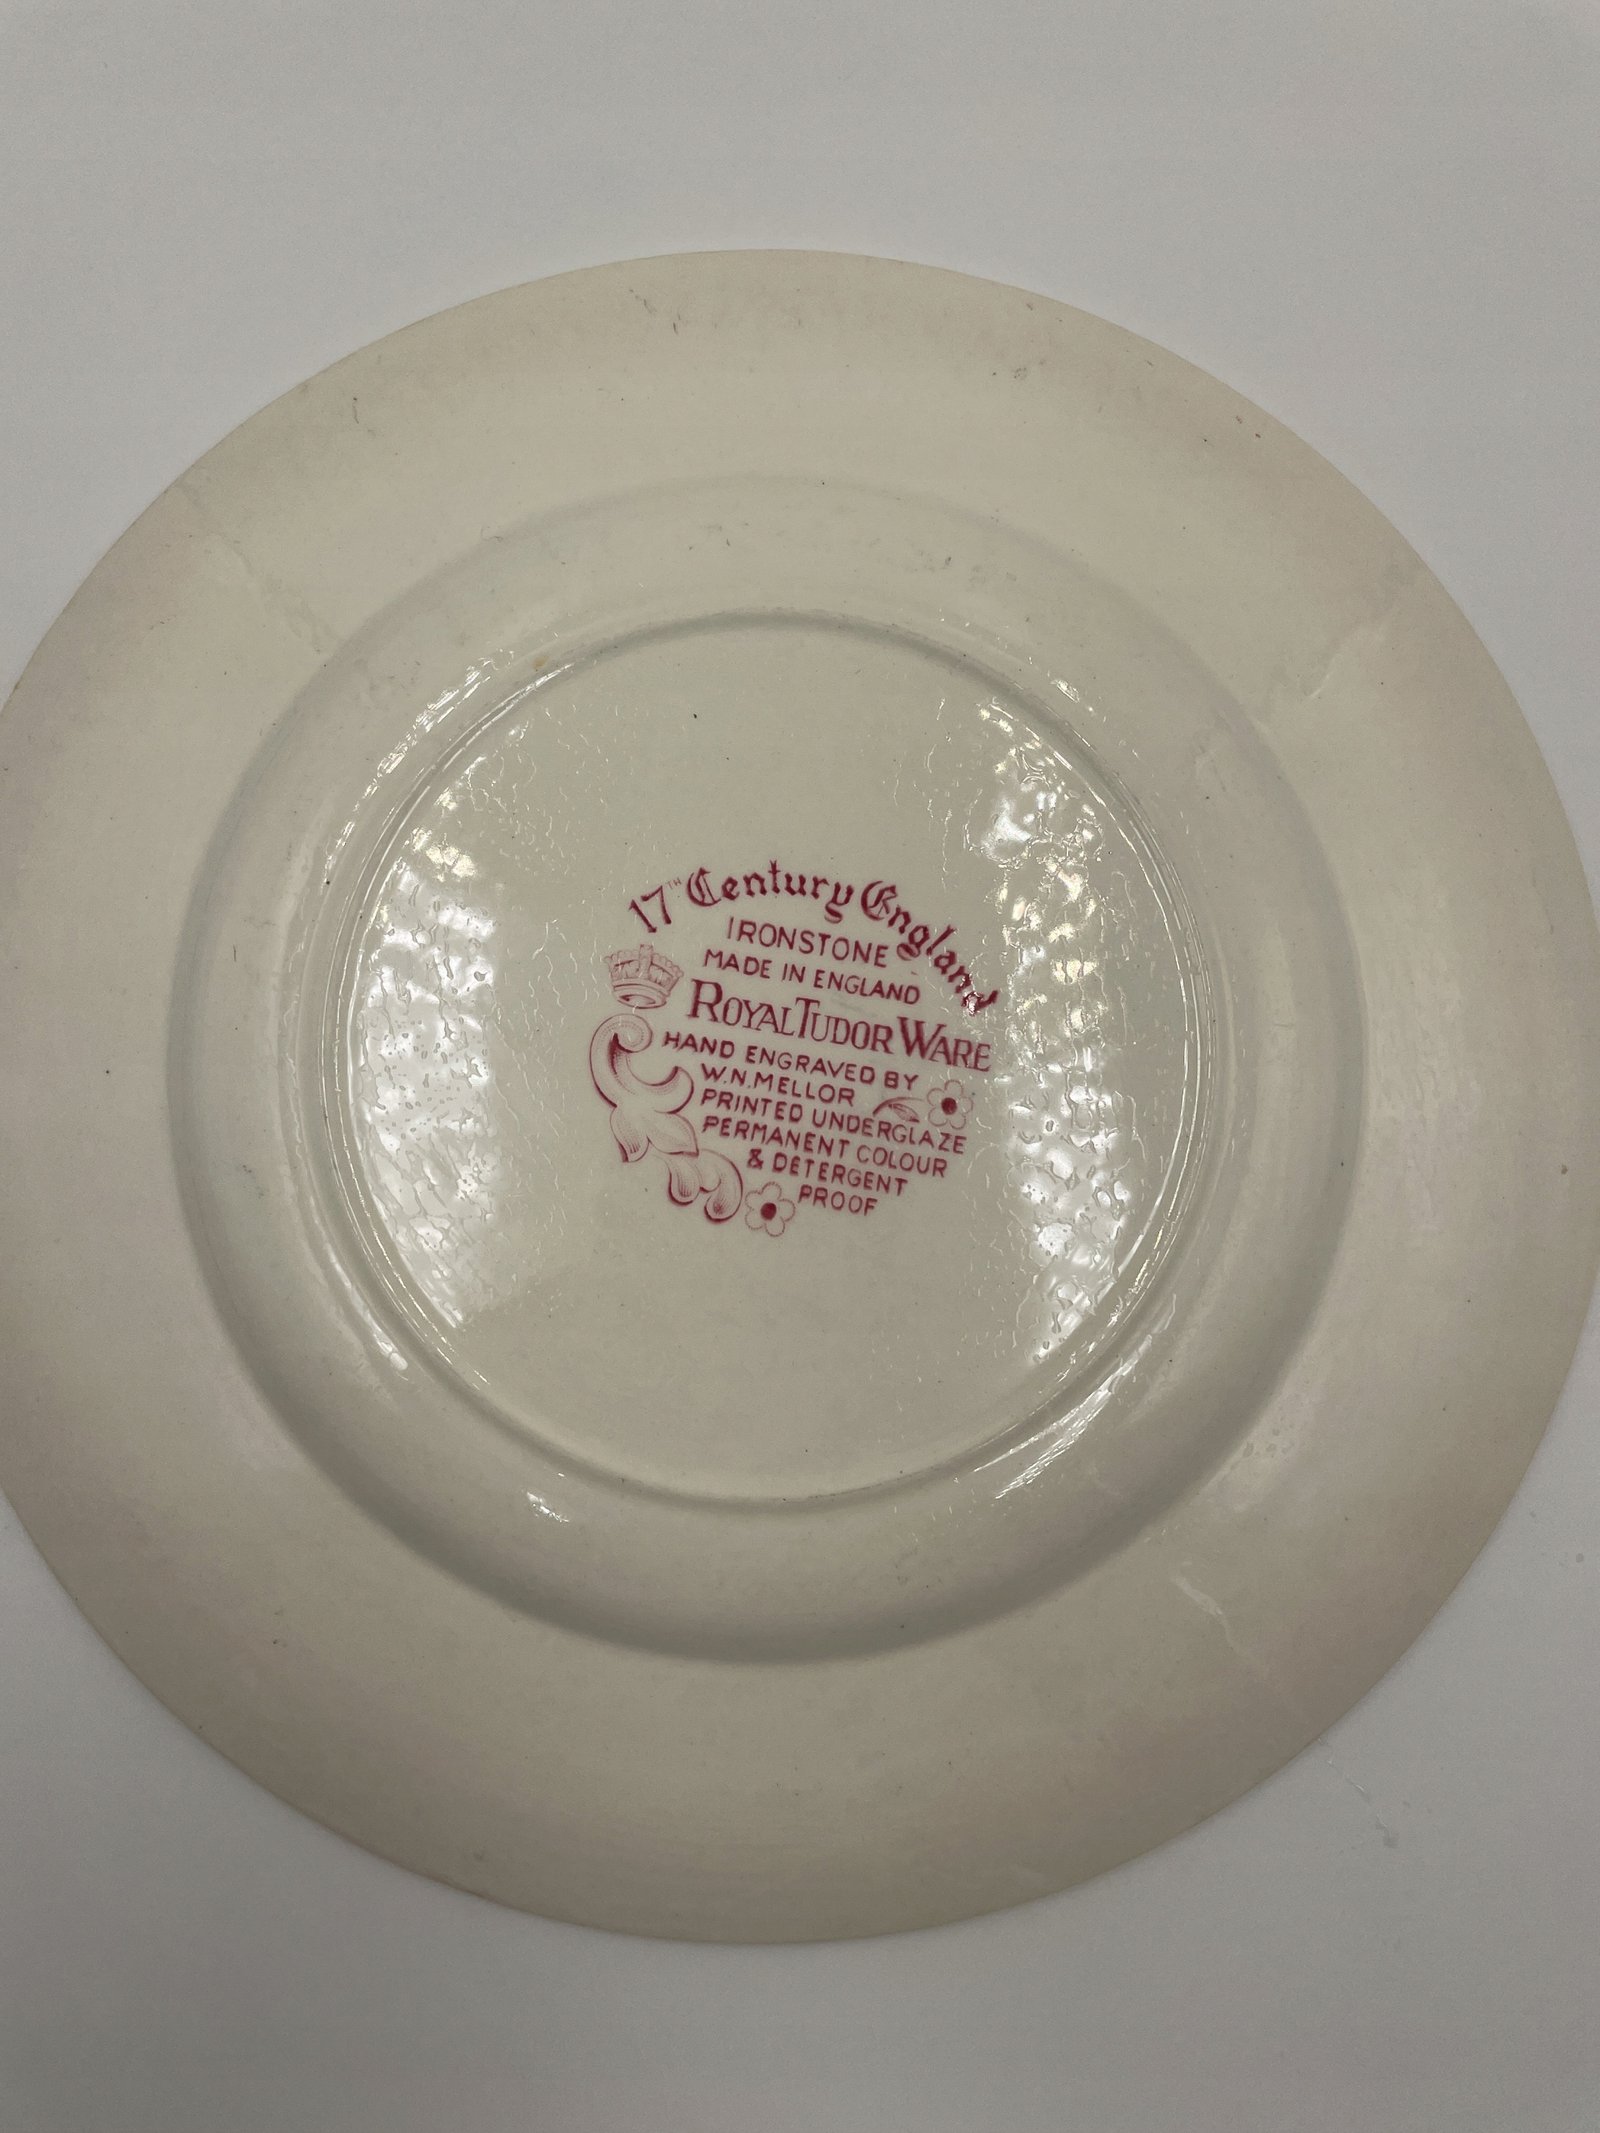 17TH Century England
IRONSTONE
MADE IN ENGLAND
ROYAL TUDOR WARE
HAND ENGRAVED BY
W.N.MELLOR
PRINTED UNDERGLAZE
PERMANENT COLOUR
& DETERGENT
PROOF